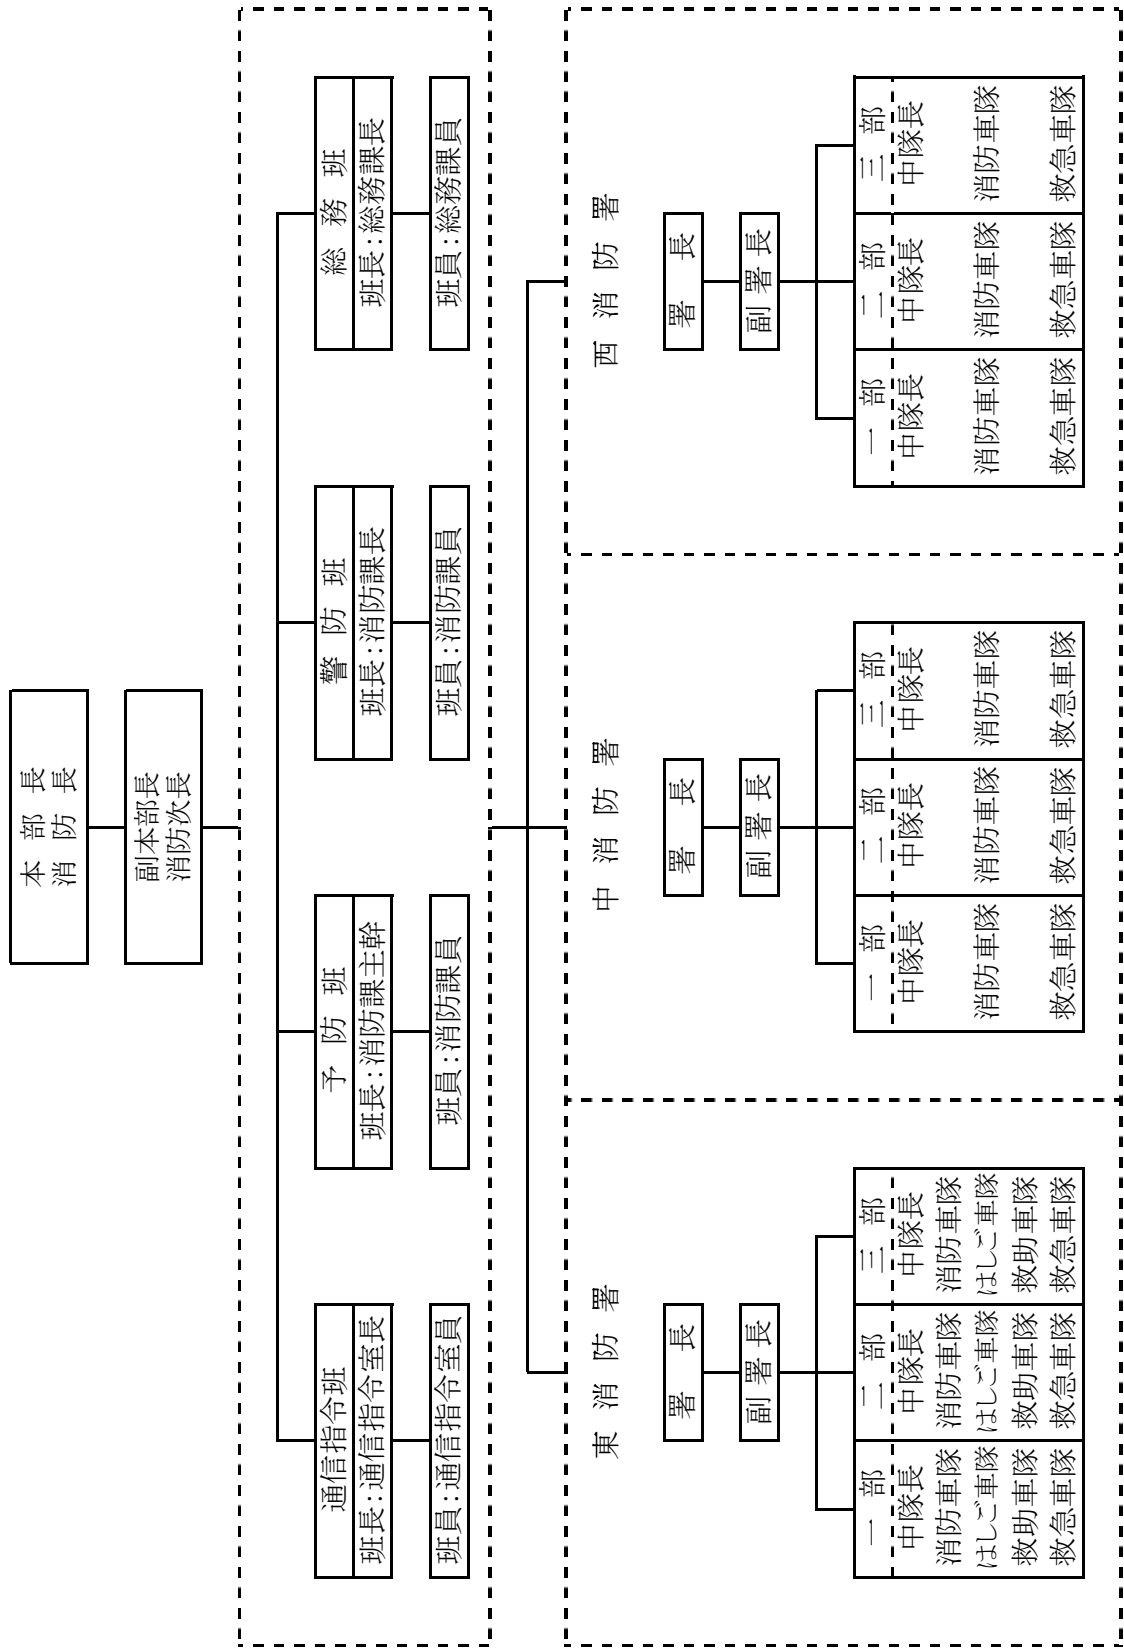 本 部 長
消 防 長
副本部長
消防次長
通信指令班
班長：通信指令室長
班員：通信指令室員
予 防 班
班長：消防課主幹
班員：消防課員
警 防 班
班長：消防課長
班員：消防課員
総 務 班
班長：総務課長
班員：総務課員
東 消 防 署
署 長
副 署 長
一 部
中隊長
消防車隊
はしご車隊
救助車隊
救急車隊
二 部
中隊長
消防車隊
はしご車隊
救助車隊
救急車隊
三 部
中隊長
消防車隊
はしご車隊
救助車隊
救急車隊
中 消 防 署
署 長
副 署 長
一 部
中隊長
消防車隊
救急車隊
二 部
中隊長
消防車隊
救急車隊
三 部
中隊長
消防車隊
救急車隊
西 消 防 署
署 長
副 署 長
一 部
中隊長
消防車隊
救急車隊
二 部
中隊長
消防車隊
救急車隊
三 部
中隊長
消防車隊
救急車隊